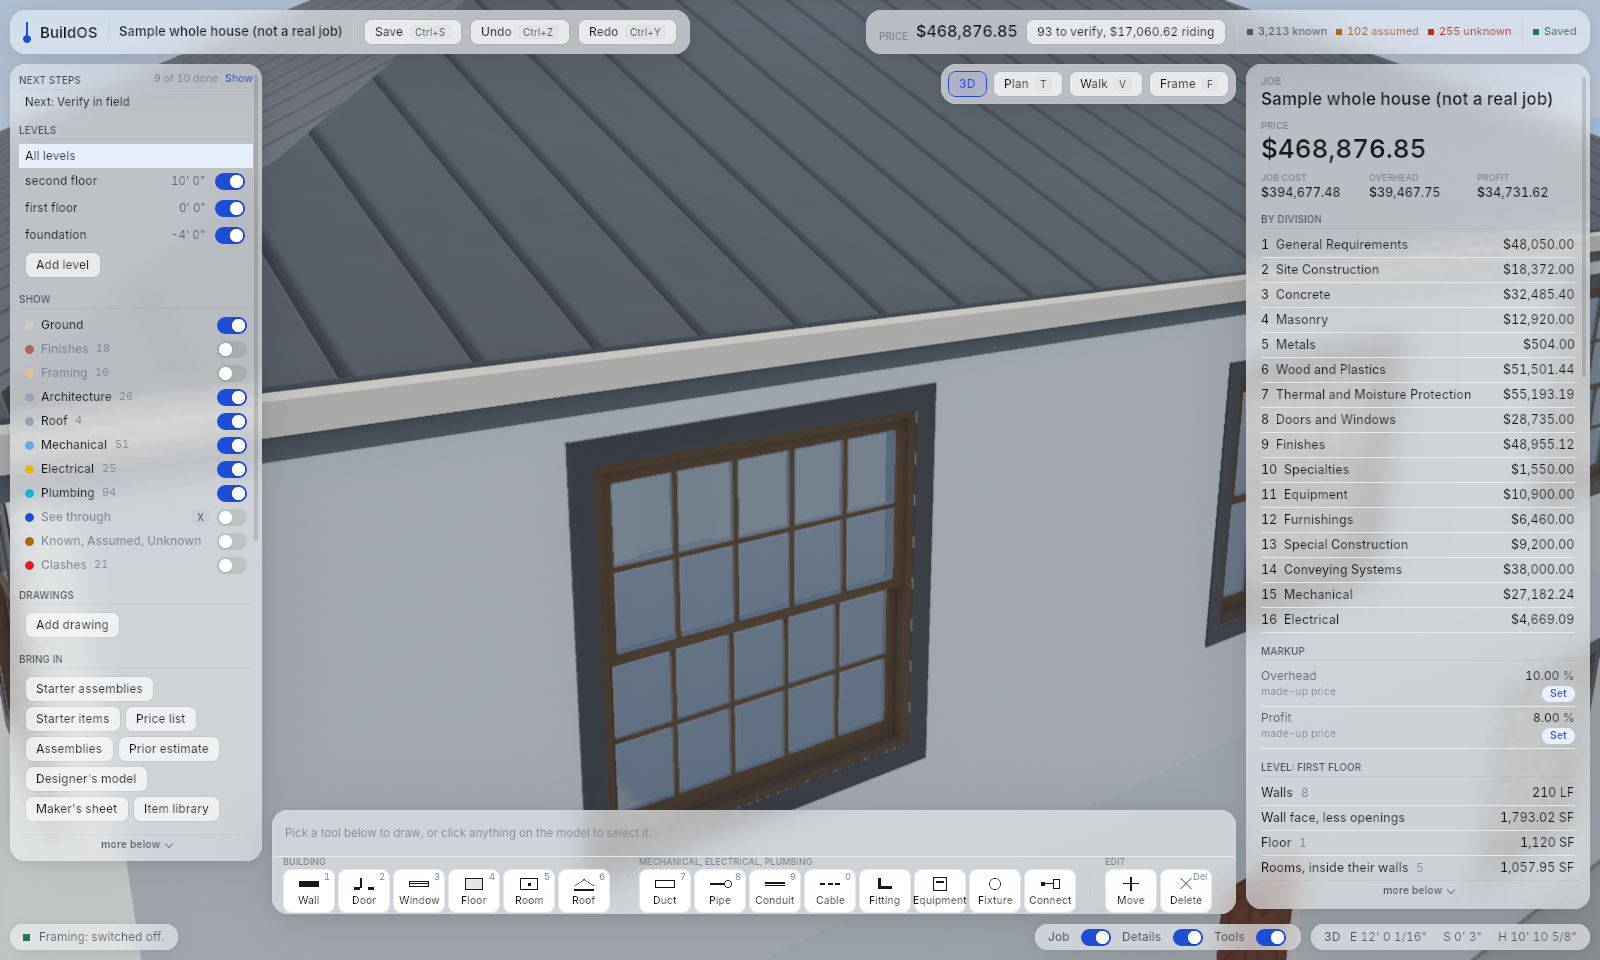 BuildOS
Sample whole house (not a real job)
Save Ctrl+S
Undo Ctrl+Z
Redo Ctrl+Y
PRICE $468,876.85
93 to verify, $17,060.62 riding
3,213 known
102 assumed
255 unknown
Saved
NEXT STEPS 9 of 10 done Show
Next: Verify in field
LEVELS
All levels
second floor 10' 0"
first floor 0' 0"
foundation -4' 0"
Add level
SHOW
Ground
Finishes 18
Framing 16
Architecture 26
Roof 4
Mechanical 51
Electrical 25
Plumbing 94
See through X
Known, Assumed, Unknown
Clashes 21
DRAWINGS
Add drawing
BRING IN
Starter assemblies
Starter items Price list
Assemblies Prior estimate
Designer's model
Maker's sheet Item library
more below
3D
Plan T
Walk V
Frame F
JOB
Sample whole house (not a real job)
PRICE
$468,876.85
JOB COST OVERHEAD PROFIT
$394,677.48 $39,467.75 $34,731.62
BY DIVISION
1 General Requirements $48,050.00
2 Site Construction $18,372.00
3 Concrete $32,485.40
4 Masonry $12,920.00
5 Metals $504.00
6 Wood and Plastics $51,501.44
7 Thermal and Moisture Protection $55,193.19
8 Doors and Windows $28,735.00
9 Finishes $48,955.12
10 Specialties $1,550.00
11 Equipment $10,900.00
12 Furnishings $6,460.00
13 Special Construction $9,200.00
14 Conveying Systems $38,000.00
15 Mechanical $27,182.24
16 Electrical $4,669.09
MARKUP
Overhead 10.00 %
made-up price Set
Profit 8.00 %
made-up price Set
LEVEL: FIRST FLOOR
Walls 8 210 LF
Wall face, less openings 1,793.02 SF
Floor 1 1,120 SF
Rooms, inside their walls 5 1,057.95 SF
more below
Pick a tool below to draw, or click anything on the model to select it.
BUILDING
1 Wall
2 Door
3 Window
4 Floor
5 Room
6 Roof
MECHANICAL, ELECTRICAL, PLUMBING
7 Duct
8 Pipe
9 Conduit
0 Cable
Fitting
Equipment
Fixture
Connect
EDIT
Move
Del Delete
Framing: switched off.
Job Details Tools
3D E 12' 0 1/16" S 0' 3" H 10' 10 5/8"